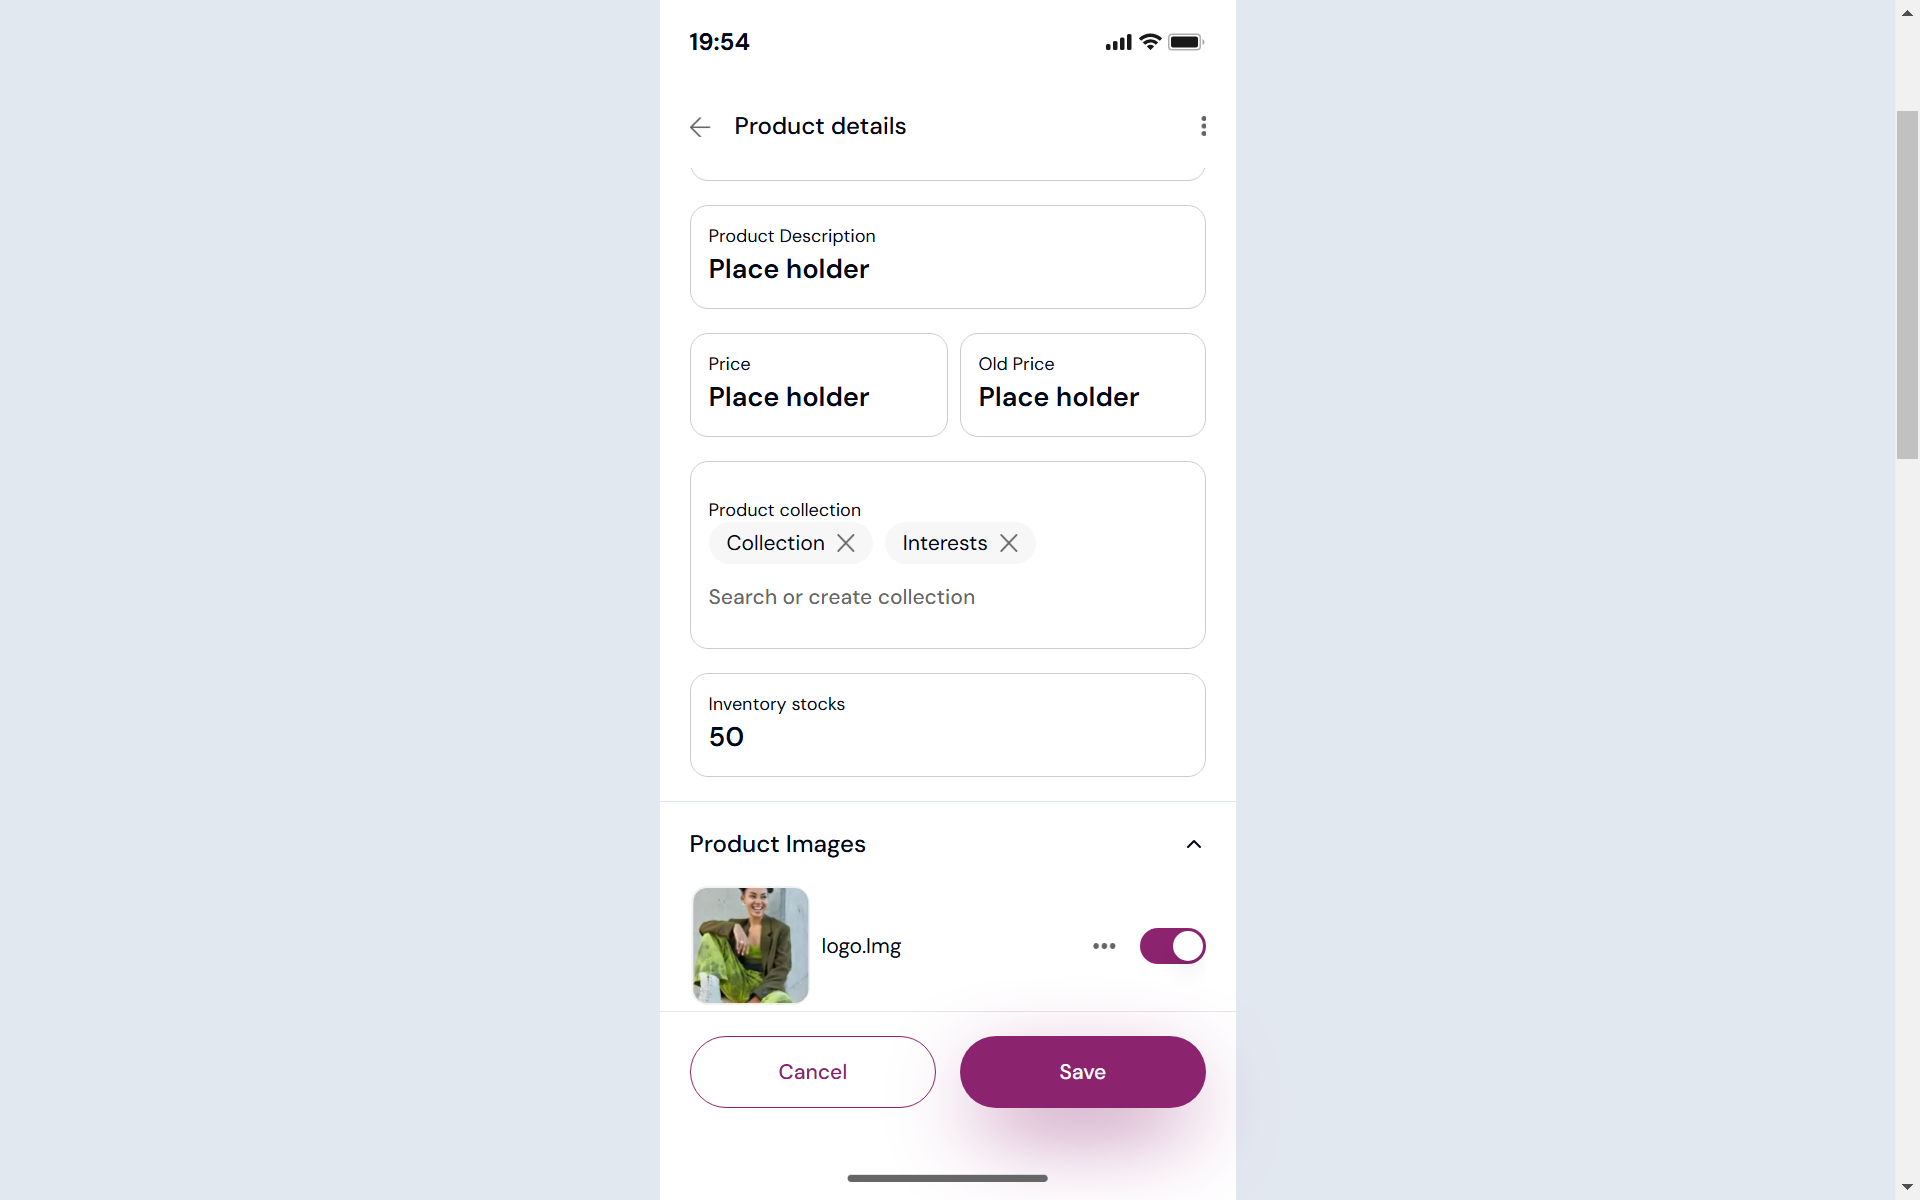 19:54
Product details
Product Description
Place holder
Price
Place holder
Old Price
Place holder
Product collection
Collection
Interests
Search or create collection
Inventory stocks
50
Product Images
logo.Img
Cancel
Save